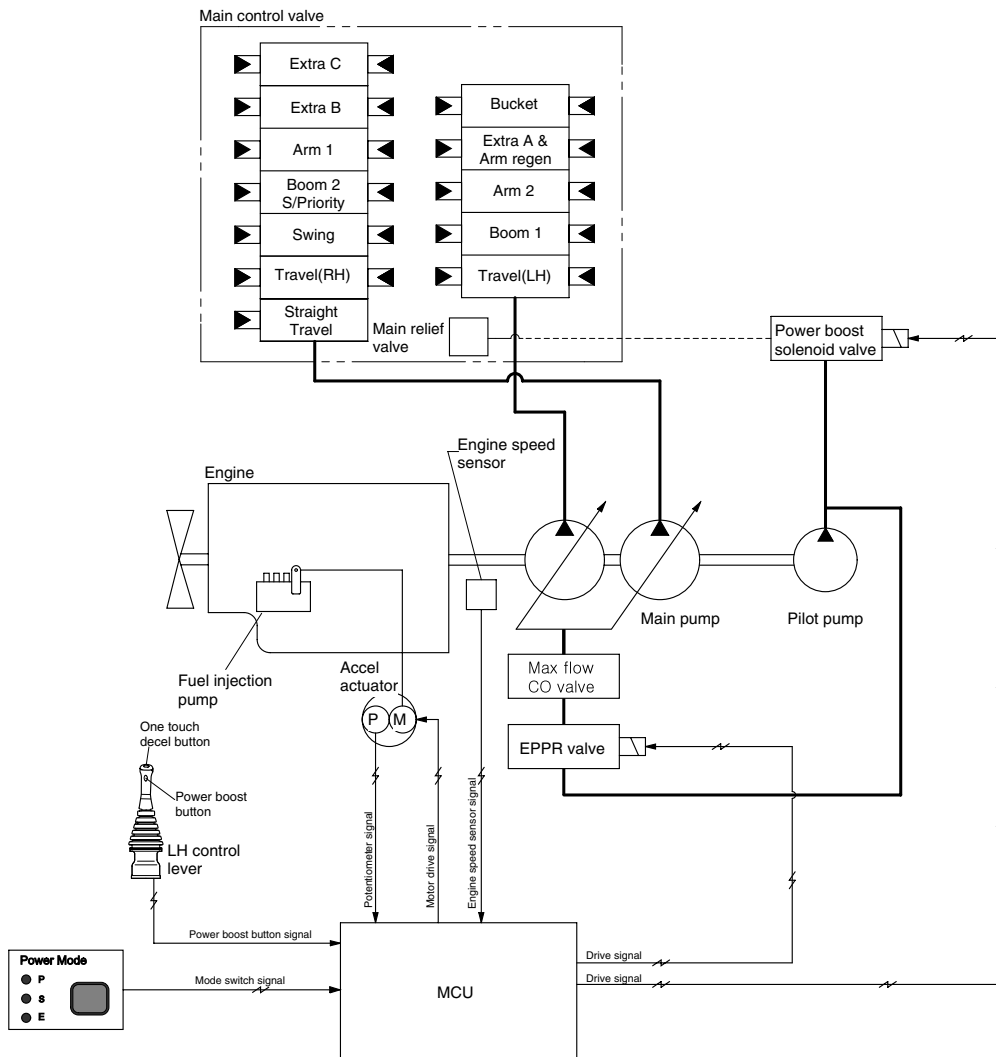 Main control valve
Extra C
Extra B
Arm 1
Boom 2
S/Priority
Swing
Travel(RH)
Straight
Travel
Bucket
Extra A &
Arm regen
Arm 2
Boom 1
Travel(LH)
Main relief
valve
Power boost
solenoid valve
Engine speed
sensor
Engine
Fuel injection
pump
Main pump
Pilot pump
Accel
actuator
P
M
Max flow
CO valve
EPPR valve
One touch
decel button
Power boost
button
LH control
lever
Potentiometer signal
Motor drive signal
Engine speed sensor signal
Power boost button signal
Mode switch signal
Power Mode
P
S
E
MCU
Drive signal
Drive signal